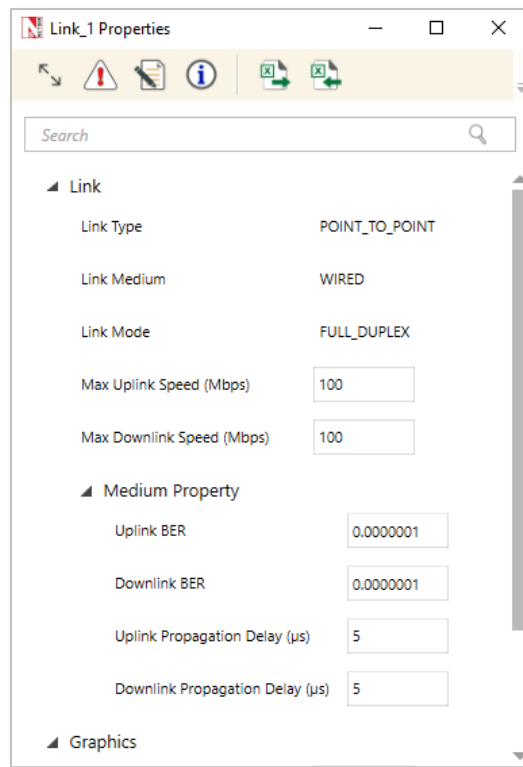 Link_1 Properties
Search
Link
Link Type POINT_TO_POINT
Link Medium WIRED
Link Mode FULL_DUPLEX
Max Uplink Speed (Mbps) 100
Max Downlink Speed (Mbps) 100
Medium Property
Uplink BER 0.0000001
Downlink BER 0.0000001
Uplink Propagation Delay (µs) 5
Downlink Propagation Delay (µs) 5
Graphics